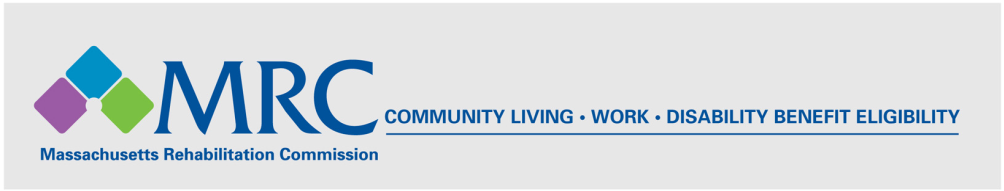 MRC
COMMUNITY LIVING • WORK • DISABILITY BENEFIT ELIGIBILITY
Massachusetts Rehabilitation Commission